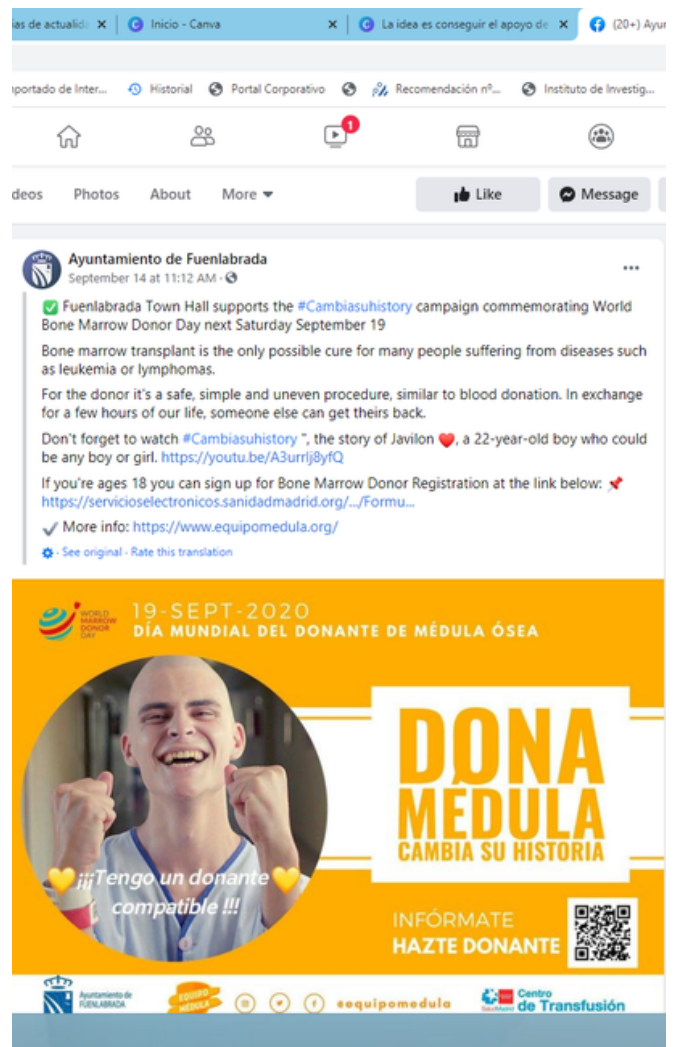 ias de actualid
Inicio - Canva
La idea es conseguir el apoyo de
(20+) Ayun
portado de Inter...
Historial
Portal Corporativo
Recomendación nº...
Instituto de Investig...
1
deos
Photos
About
More
Like
Message
Ayuntamiento de Fuenlabrada
September 14 at 11:12 AM ·
Fuenlabrada Town Hall supports the #Cambiasuhistory campaign commemorating World
Bone Marrow Donor Day next Saturday September 19
Bone marrow transplant is the only possible cure for many people suffering from diseases such
as leukemia or lymphomas.
For the donor it's a safe, simple and uneven procedure, similar to blood donation. In exchange
for a few hours of our life, someone else can get theirs back.
Don't forget to watch #Cambiasuhistory ", the story of Javilon ❤️, a 22-year-old boy who could
be any boy or girl. https://youtu.be/A3urrlj8yfQ
If you're ages 18 you can sign up for Bone Marrow Donor Registration at the link below: 📌
https://servicioselectronicos.sanidadmadrid.org/.../Formu...
✔️ More info: https://www.equipomedula.org/
· See original · Rate this translation
WORLD
MARROW
DONOR
DAY
19-SEPT-2020
DÍA MUNDIAL DEL DONANTE DE MÉDULA ÓSEA
DONA
MÉDULA
CAMBIA SU HISTORIA
💛¡¡¡Tengo un donante💛
compatible !!!
INFÓRMATE
HAZTE DONANTE
Ayuntamiento de
FUENLABRADA
EQUIPO
MÉDULA
@equipomedula
SaludMadrid
Centro
de Transfusión